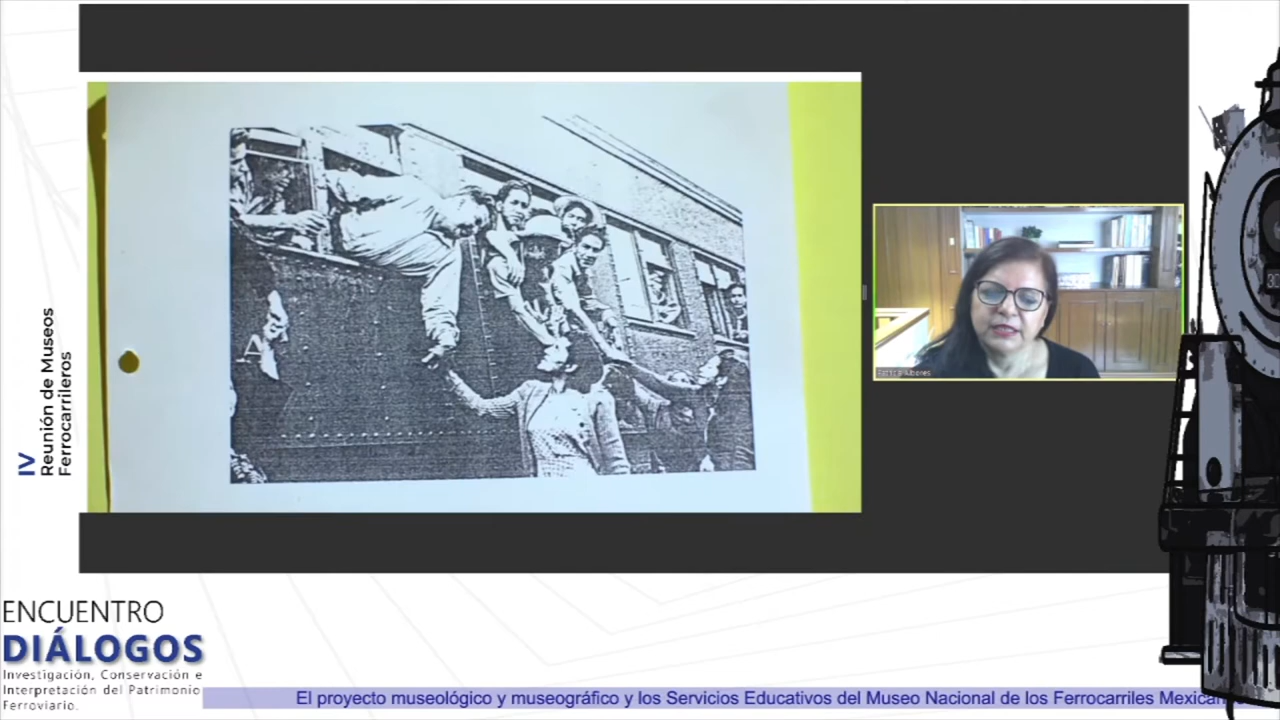 IV
Reunión de Museos
Ferrocarrileros
ENCUENTRO
DIÁLOGOS
Investigación, Conservación e
Interpretación del Patrimonio
Ferroviario.
El proyecto museológico y museográfico y los Servicios Educativos del Museo Nacional de los Ferrocarriles